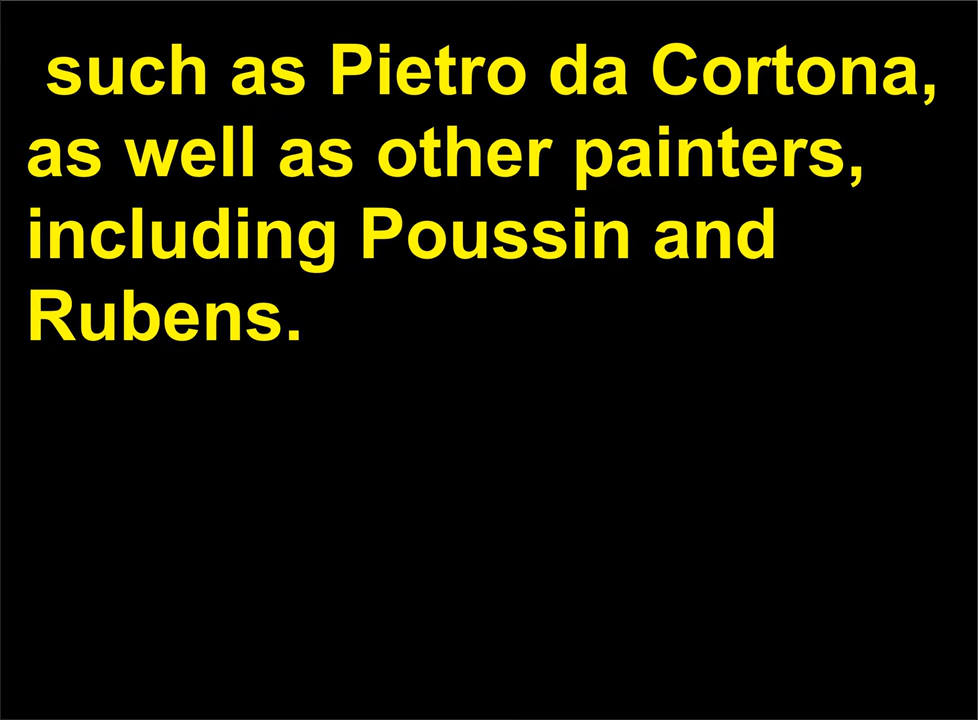 such as Pietro da Cortona,
as well as other painters,
including Poussin and
Rubens.